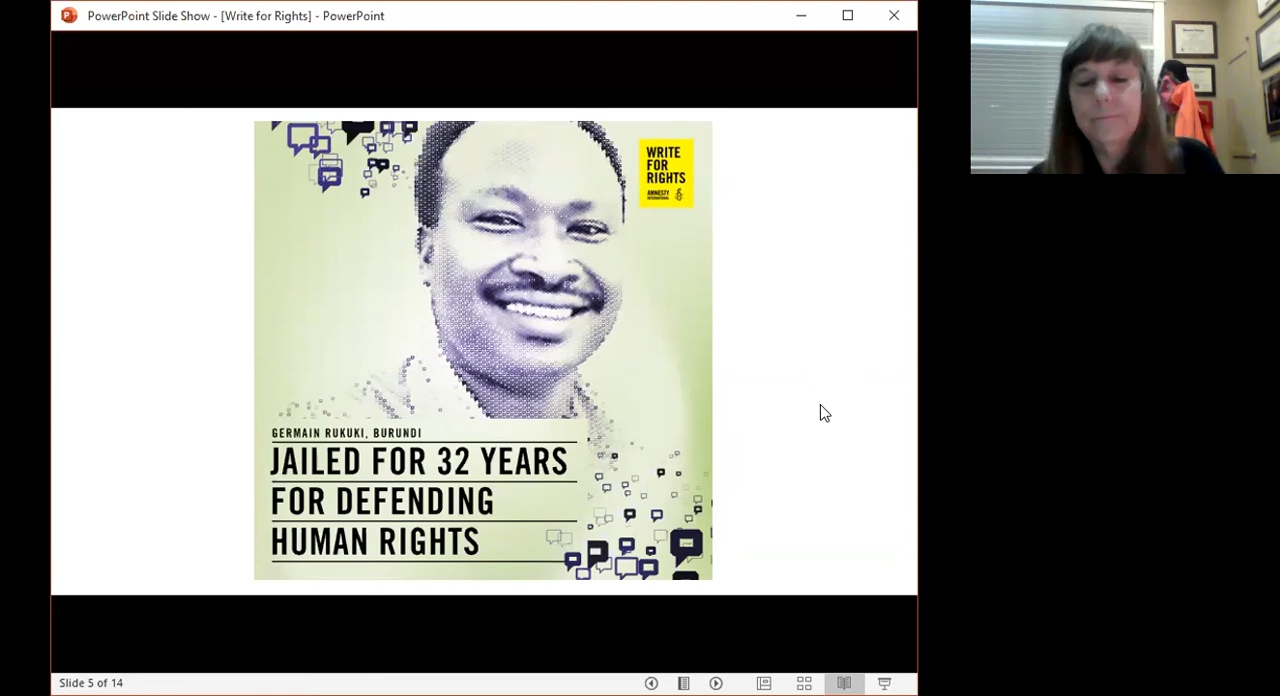 PowerPoint Slide Show - [Write for Rights] - PowerPoint
WRITE
FOR
RIGHTS
AMNESTY
INTERNATIONAL
GERMAIN RUKUKI, BURUNDI
JAILED FOR 32 YEARS
FOR DEFENDING
HUMAN RIGHTS
Slide 5 of 14